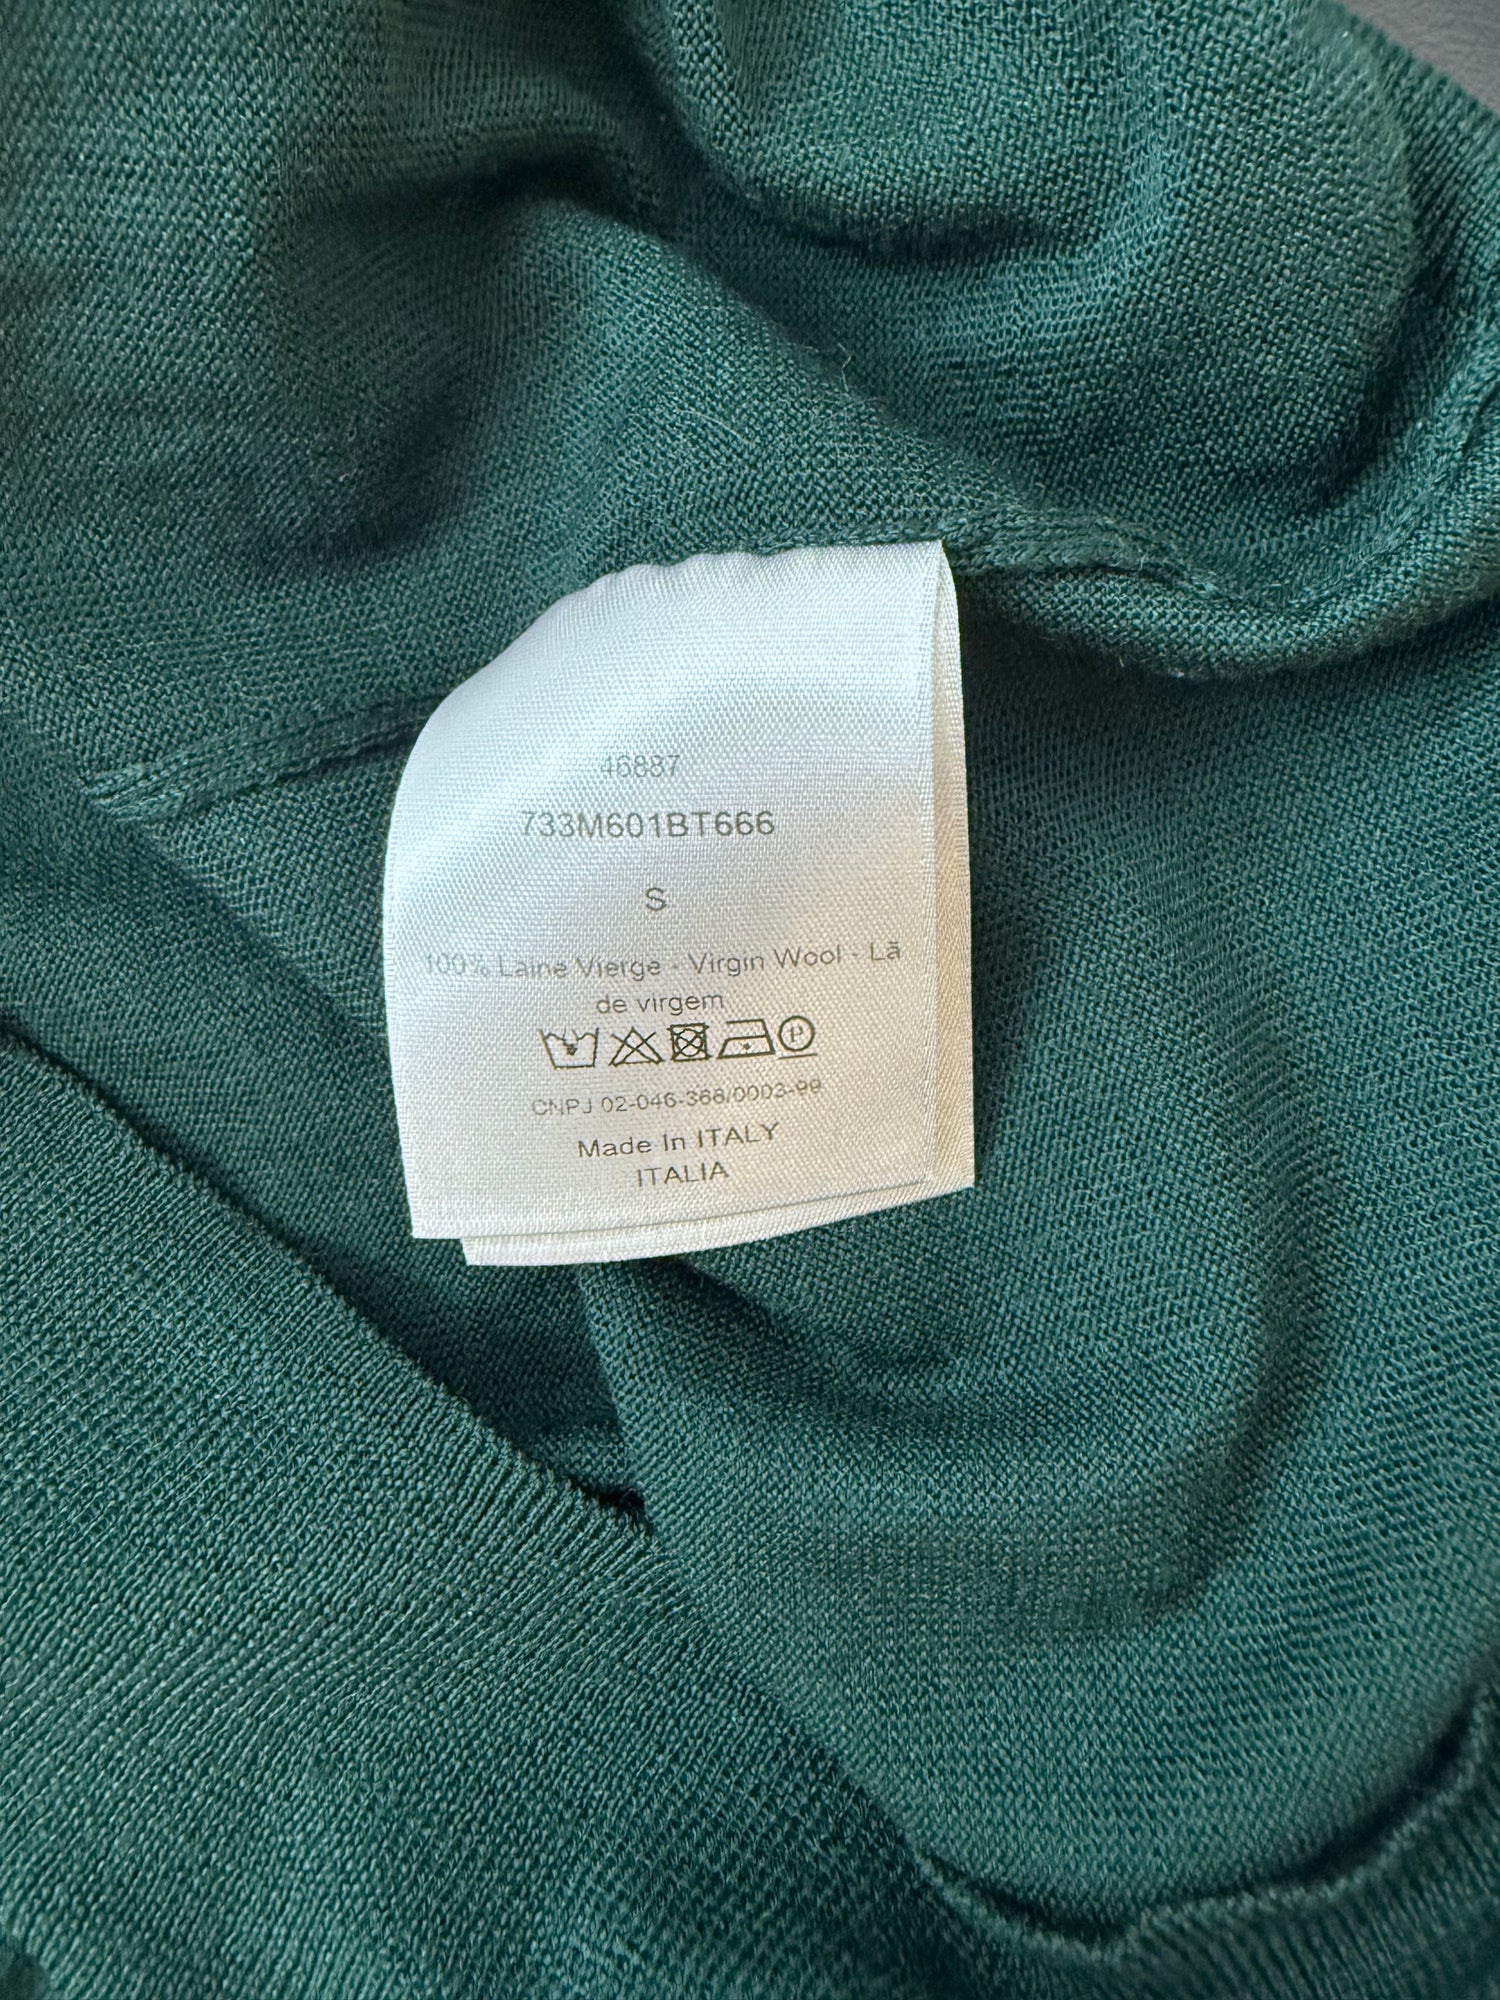 46887
733M601BT666
S
100% Laine Vierge - Virgin Wool - Lã
de virgem
P
CNPJ 02-046-366/0003-99
Made In ITALY
ITALIA